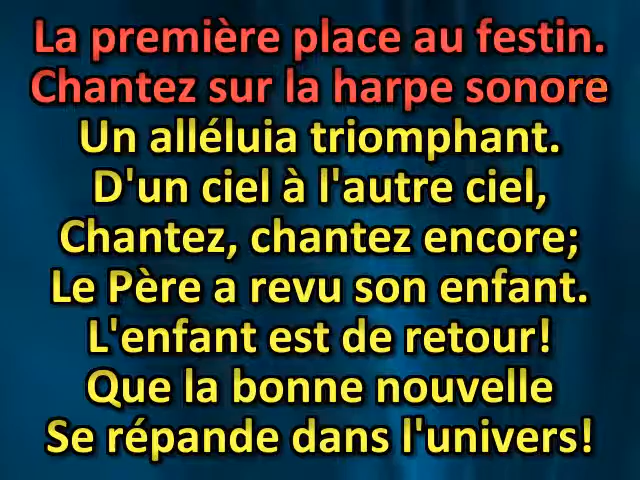 La première place au festin.
Chantez sur la harpe sonore
Un alléluia triomphant.
D'un ciel à l'autre ciel,
Chantez, chantez encore;
Le Père a revu son enfant.
L'enfant est de retour!
Que la bonne nouvelle
Se répande dans l'univers!